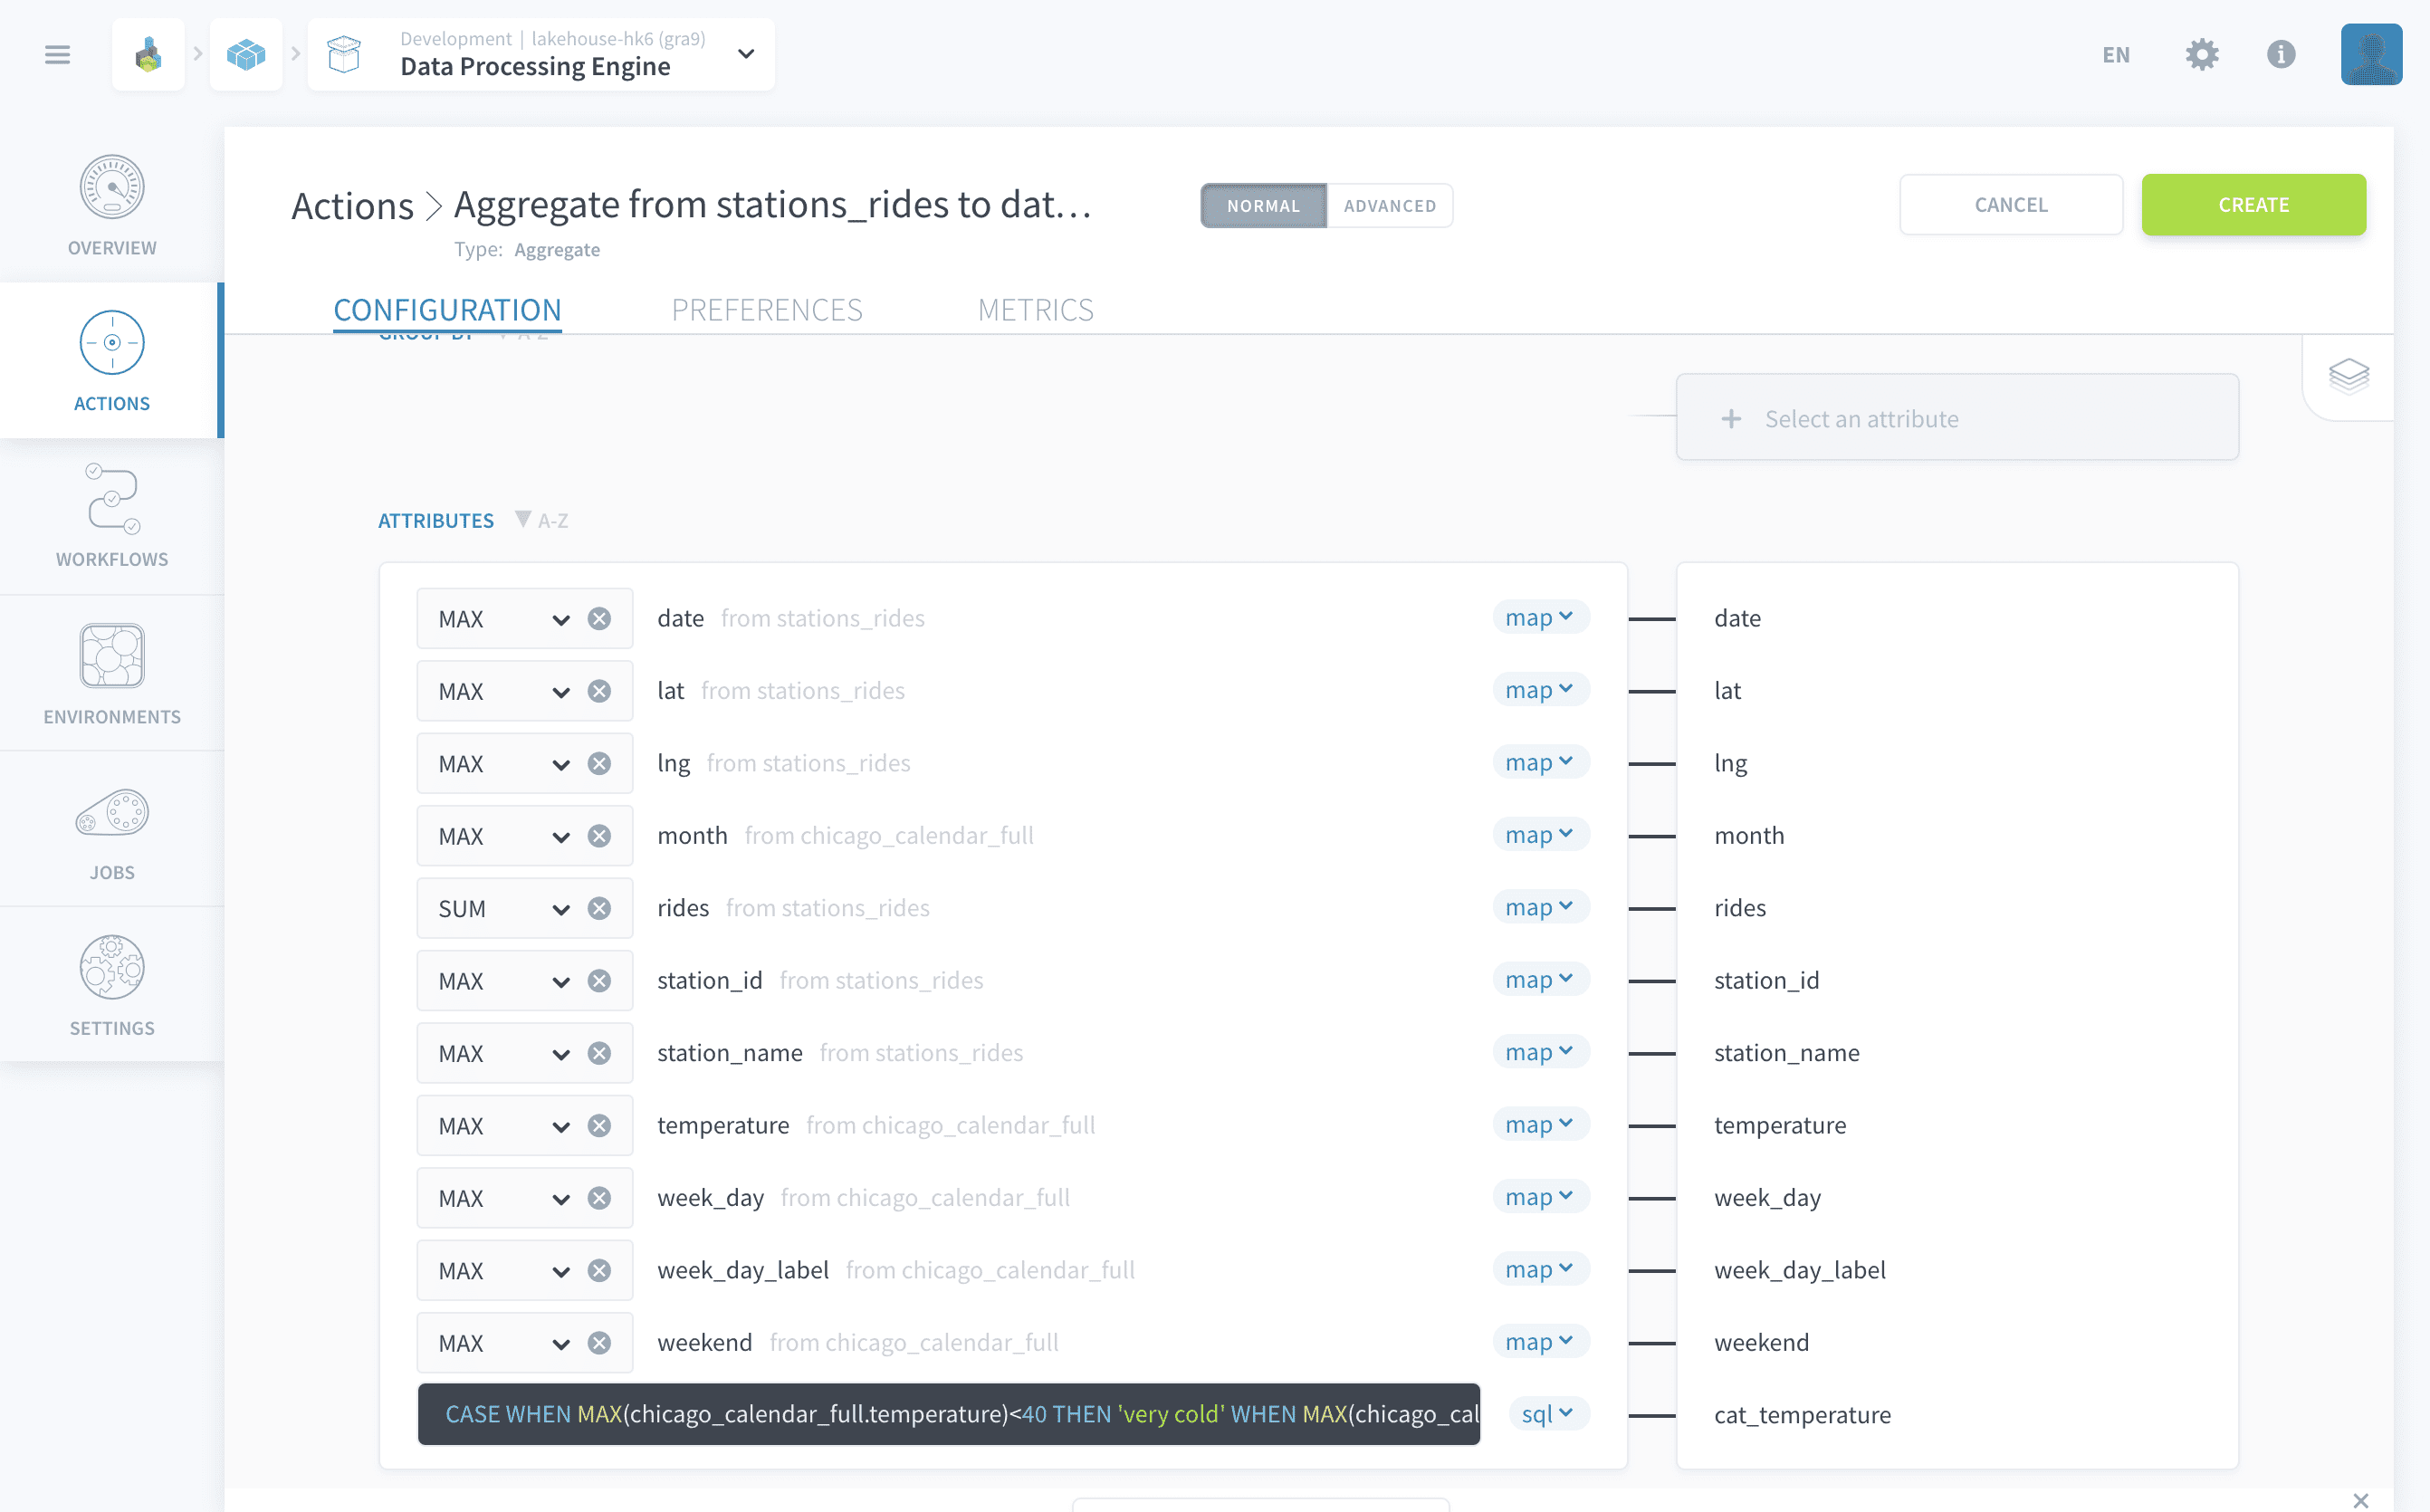 Development | lakehouse-hk6 (gra9)
Data Processing Engine
EN
OVERVIEW
ACTIONS
WORKFLOWS
ENVIRONMENTS
JOBS
SETTINGS
Actions > Aggregate from stations_rides to dat…
Type: Aggregate
NORMAL ADVANCED
CANCEL
CREATE
CONFIGURATION PREFERENCES METRICS
GROUP BY A-Z
+ Select an attribute
ATTRIBUTES A-Z
MAX date from stations_rides map date
MAX lat from stations_rides map lat
MAX lng from stations_rides map lng
MAX month from chicago_calendar_full map month
SUM rides from stations_rides map rides
MAX station_id from stations_rides map station_id
MAX station_name from stations_rides map station_name
MAX temperature from chicago_calendar_full map temperature
MAX week_day from chicago_calendar_full map week_day
MAX week_day_label from chicago_calendar_full map week_day_label
MAX weekend from chicago_calendar_full map weekend
CASE WHEN MAX(chicago_calendar_full.temperature)<40 THEN 'very cold' WHEN MAX(chicago_cal sql cat_temperature